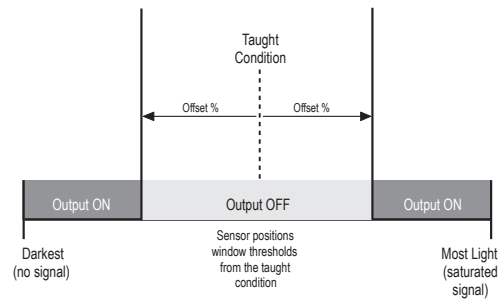 Taught
Condition
Offset %
Offset %
Output ON
Output OFF
Output ON
Darkest
(no signal)
Sensor positions
window thresholds
from the taught
condition
Most Light
(saturated
signal)